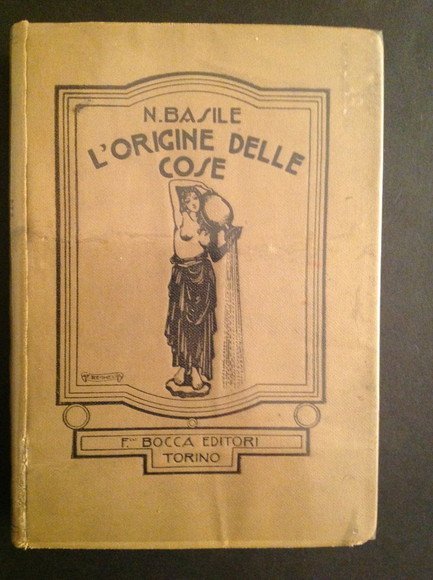 N. BASILE
L'ORIGINE DELLE
COSE
F.lli BOCCA EDITORI
TORINO